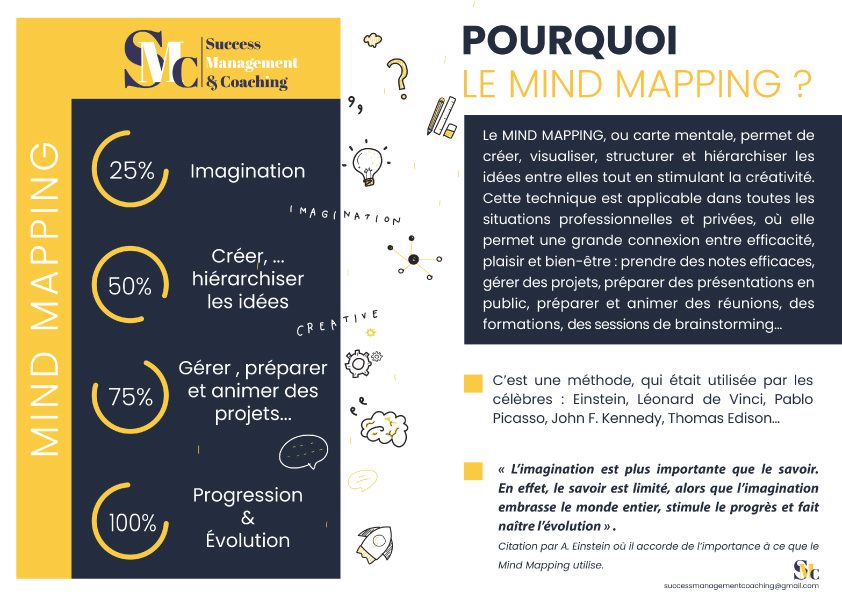 SMC
Success
Management
& Coaching
MIND MAPPING
25%
Imagination
50%
Créer, ...
hiérarchiser
les idées
75%
Gérer , préparer
et animer des
projets...
100%
Progression
&
Évolution
IMAGINATION
CREATIVE
POURQUOI
LE MIND MAPPING ?
Le MIND MAPPING, ou carte mentale, permet de
créer, visualiser, structurer et hiérarchiser les
idées entre elles tout en stimulant la créativité.
Cette technique est applicable dans toutes les
situations professionnelles et privées, où elle
permet une grande connexion entre efficacité,
plaisir et bien-être : prendre des notes efficaces,
gérer des projets, préparer des présentations en
public, préparer et animer des réunions, des
formations, des sessions de brainstorming...
C’est une méthode, qui était utilisée par les
célèbres : Einstein, Léonard de Vinci, Pablo
Picasso, John F. Kennedy, Thomas Edison...
« L’imagination est plus importante que le savoir.
En effet, le savoir est limité, alors que l’imagination
embrasse le monde entier, stimule le progrès et fait
naître l’évolution » .
Citation par A. Einstein où il accorde de l’importance à ce que le
Mind Mapping utilise.
SMC
successmanagementcoaching@gmail.com